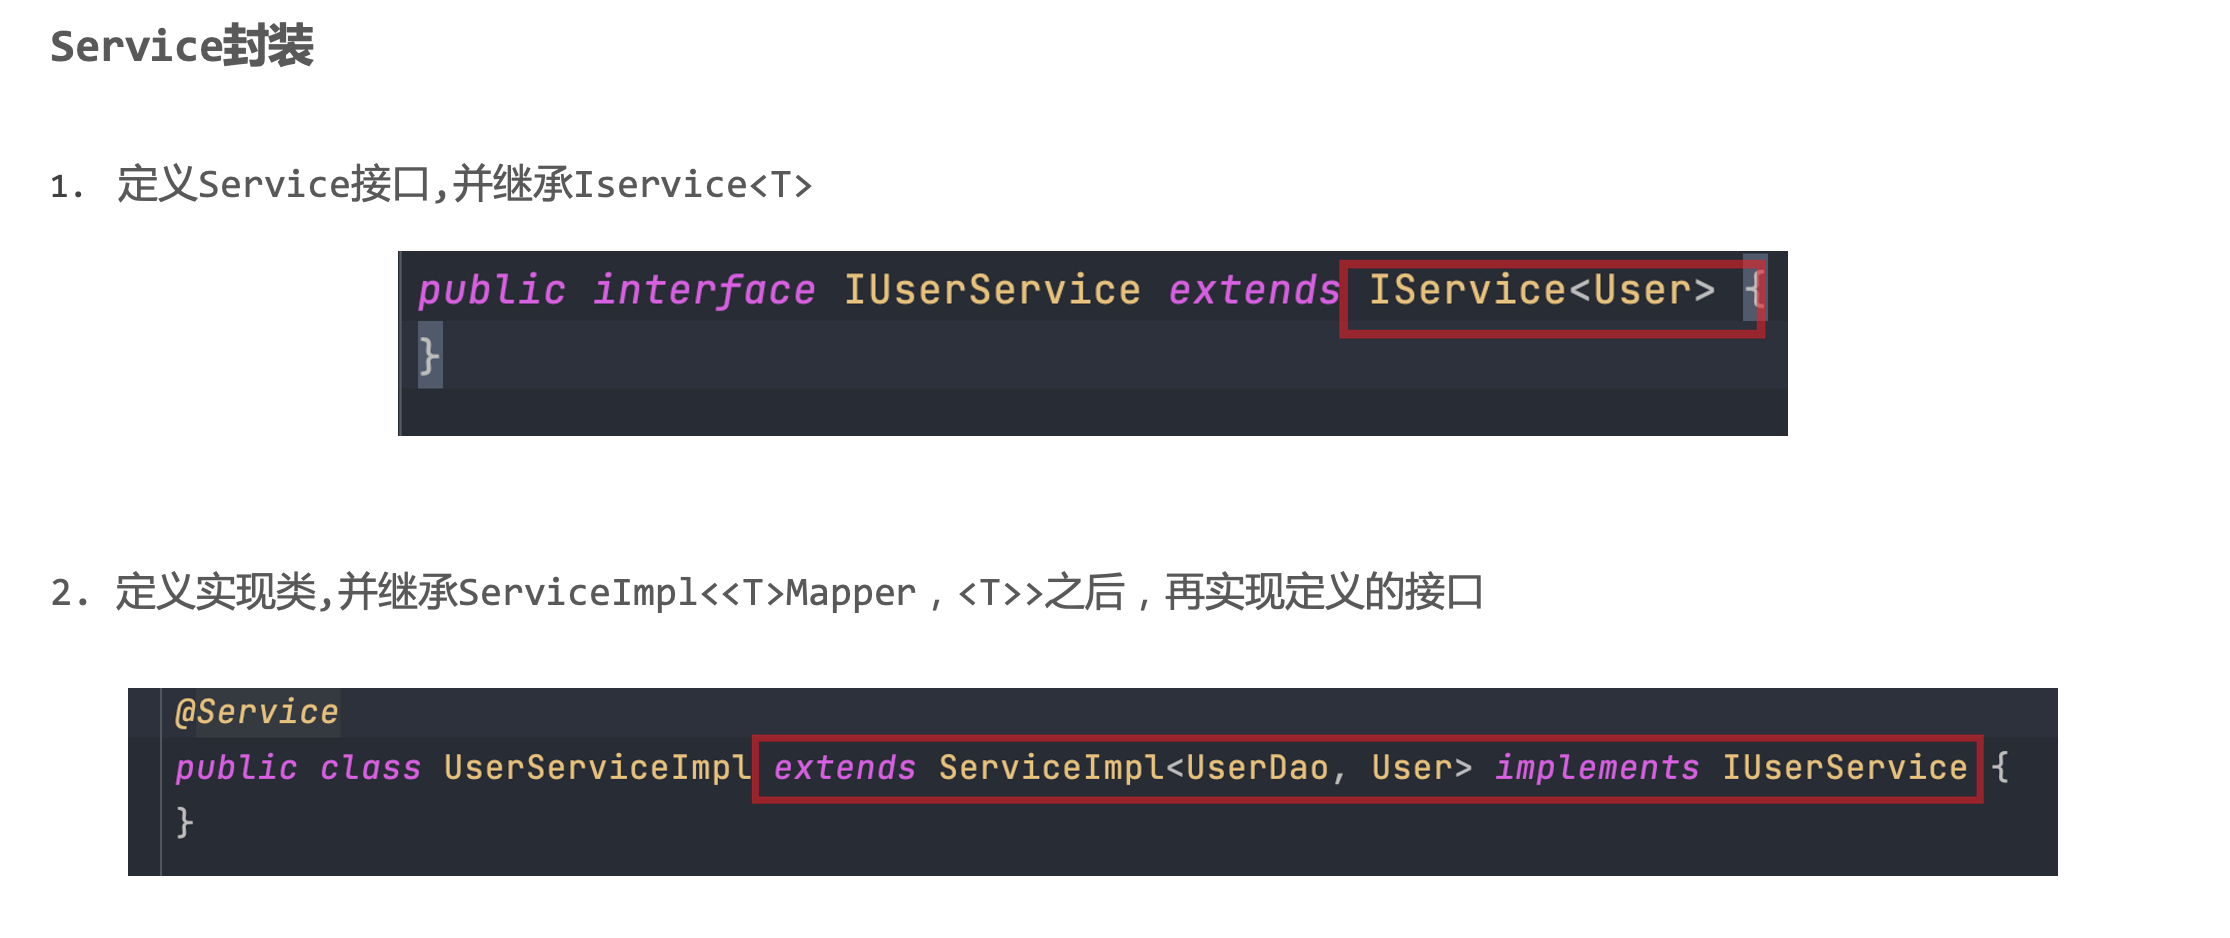 Service封装
1. 定义Service接口,并继承Iservice<T>
public interface IUserService extends IService<User> {
}
2. 定义实现类,并继承ServiceImpl<<T>Mapper，<T>>之后，再实现定义的接口
@Service
public class UserServiceImpl extends ServiceImpl<UserDao, User> implements IUserService {
}